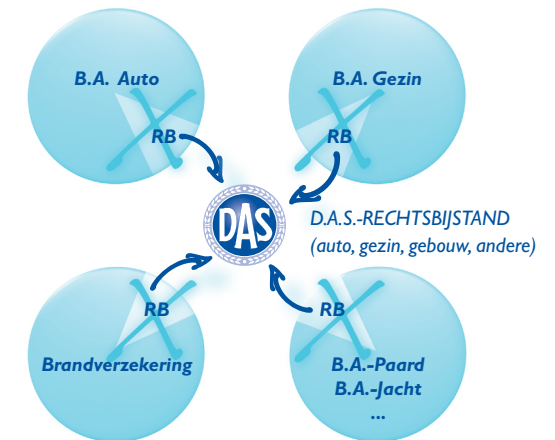 B.A. Auto
RB
B.A. Gezin
RB
DAS
D.A.S.-RECHTSBIJSTAND
(auto, gezin, gebouw, andere)
RB
Brandverzekering
RB
B.A.-Paard
B.A.-Jacht
...